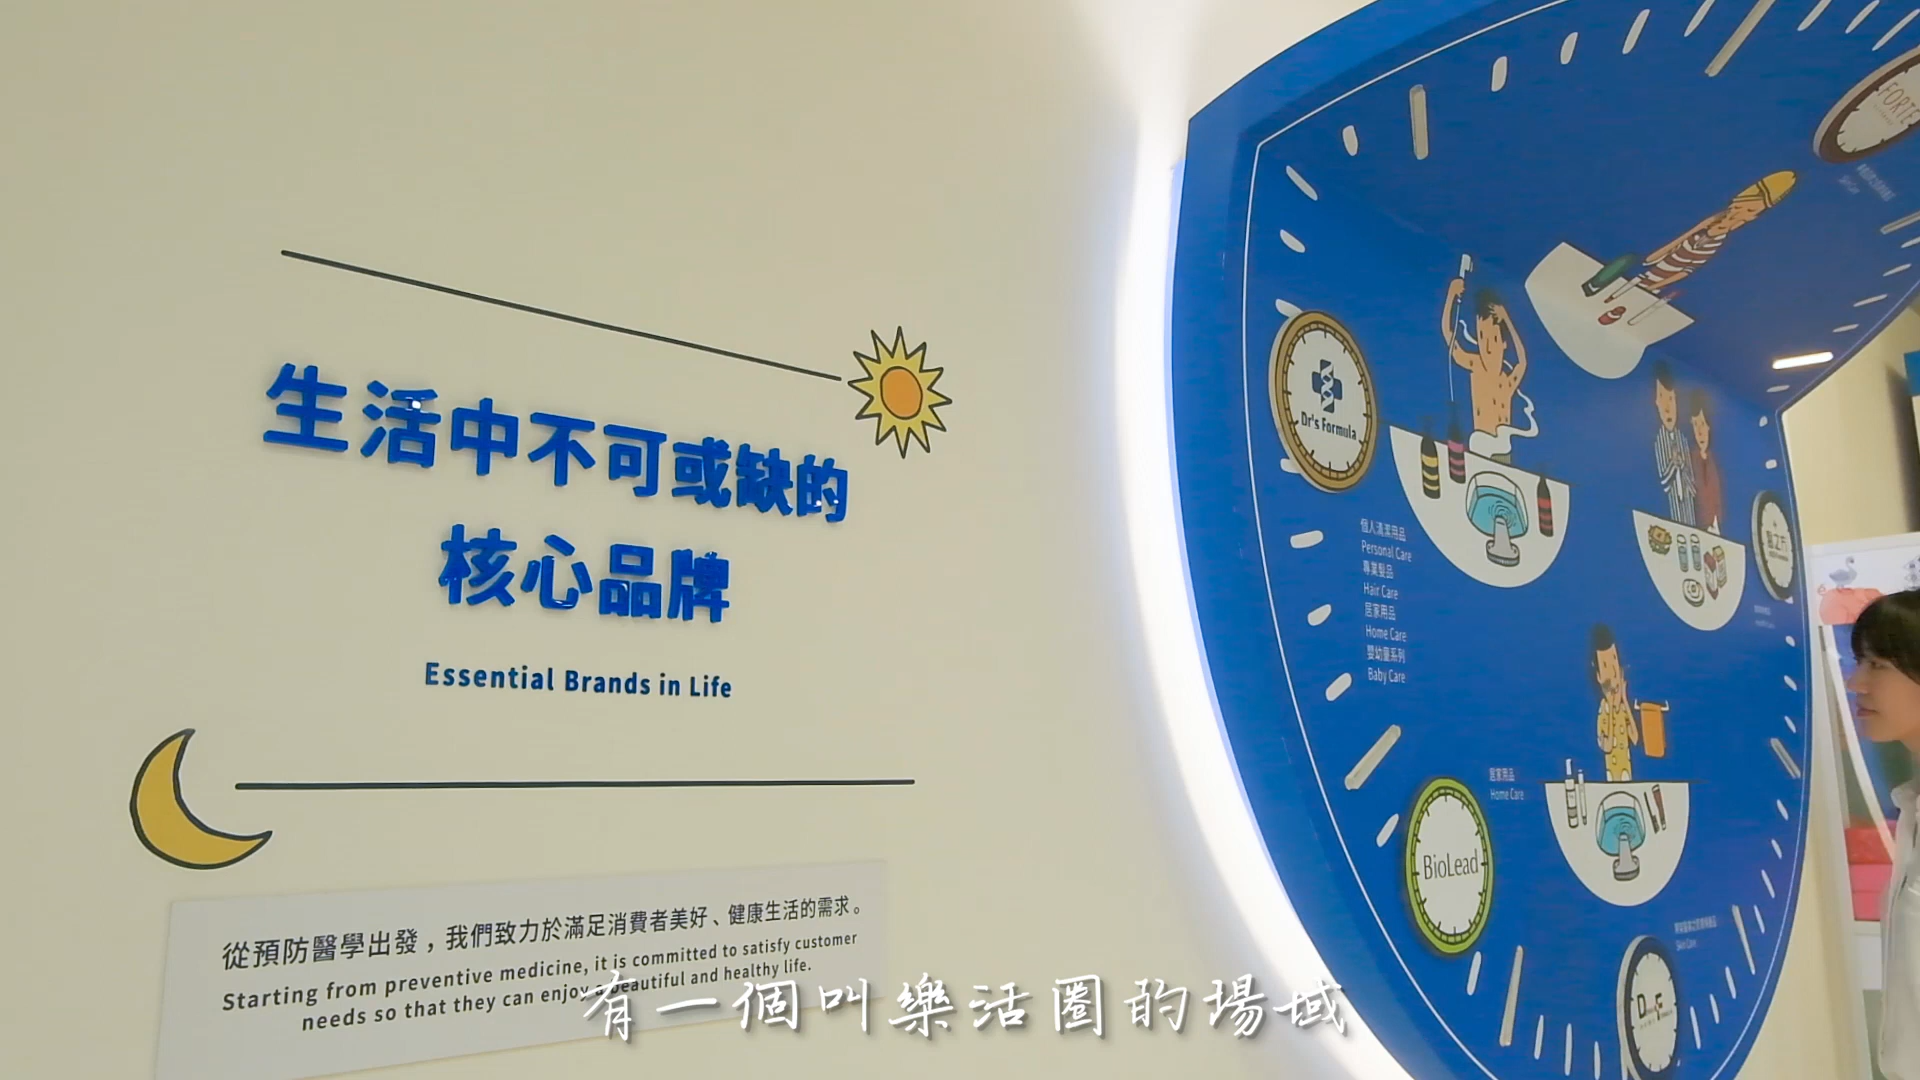 生活中不可或缺的
核心品牌
Essential Brands in Life
從預防醫學出發，我們致力於滿足消費者美好、健康生活的需求。
Starting from preventive medicine, it is committed to satisfy customer
needs so that they can enjoy a beautiful and healthy life.
有一個叫樂活圈的場域
FORTE
Dr's Formula
個人清潔用品
Personal Care
專業髮品
Hair Care
居家用品
Home Care
嬰幼童系列
Baby Care
居家用品
Home Care
BioLead
Skin Care